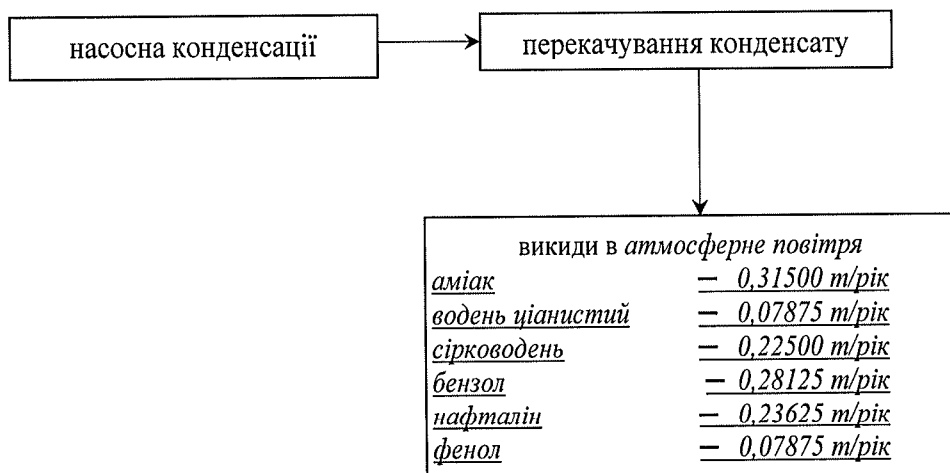 насосна конденсації
перекачування конденсату
викиди в атмосферне повітря
аміак – 0,31500 т/рік
водень ціанистий – 0,07875 т/рік
сірководень – 0,22500 т/рік
бензол – 0,28125 т/рік
нафталін – 0,23625 т/рік
фенол – 0,07875 т/рік